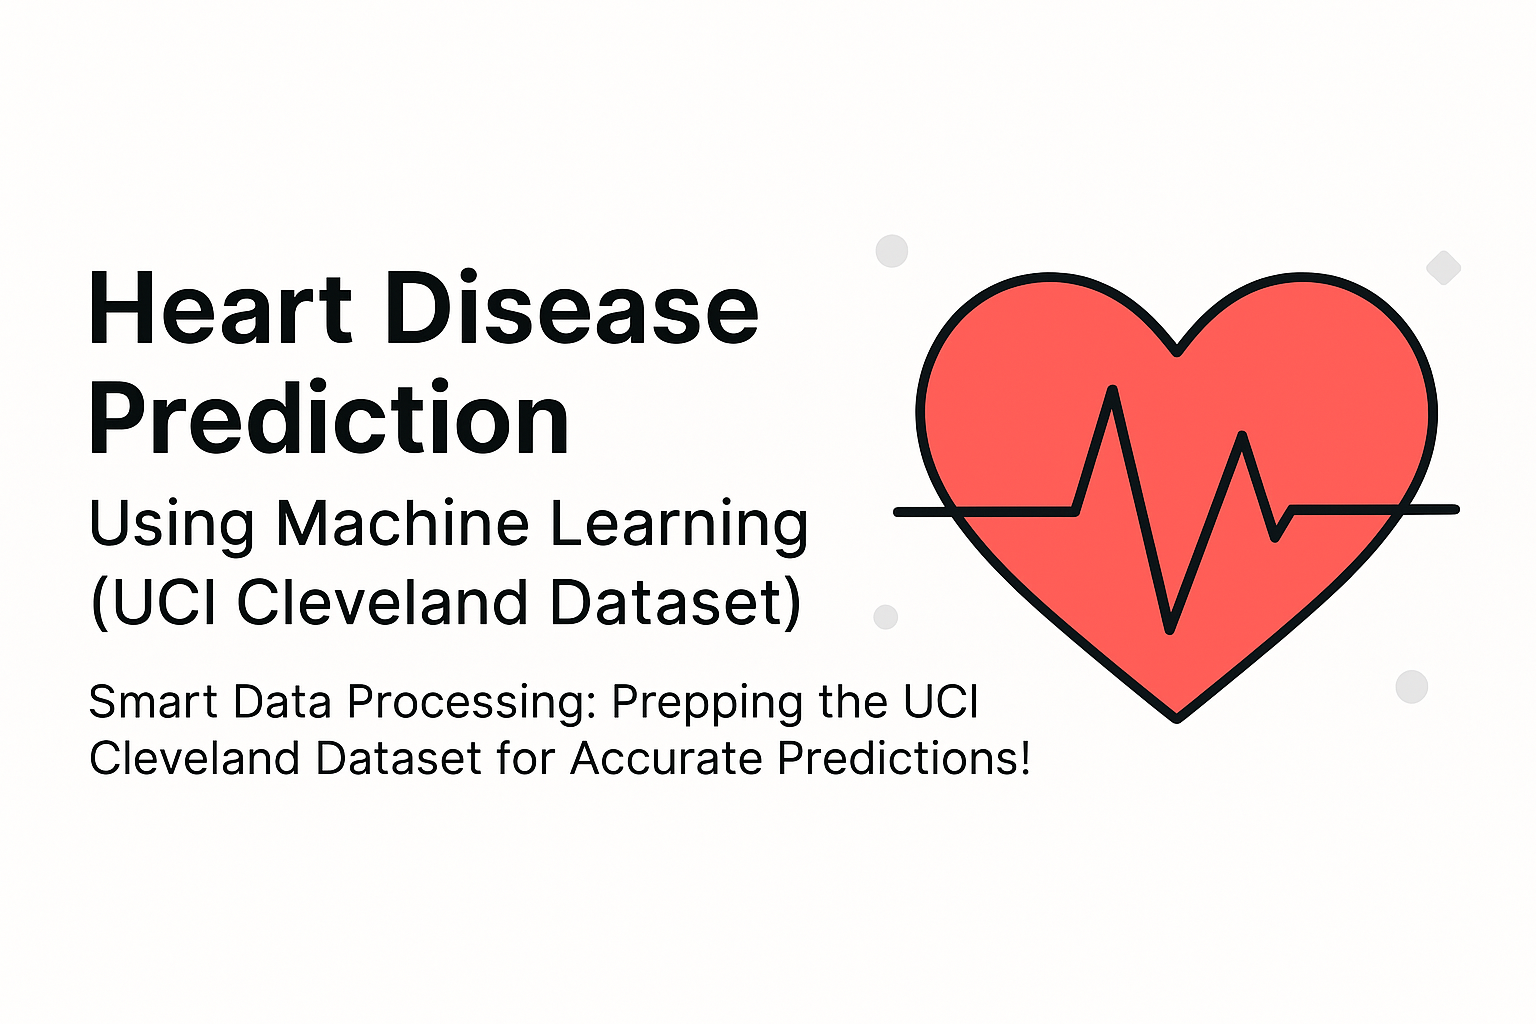 Heart Disease
Prediction
Using Machine Learning
(UCI Cleveland Dataset)
Smart Data Processing: Prepping the UCI
Cleveland Dataset for Accurate Predictions!